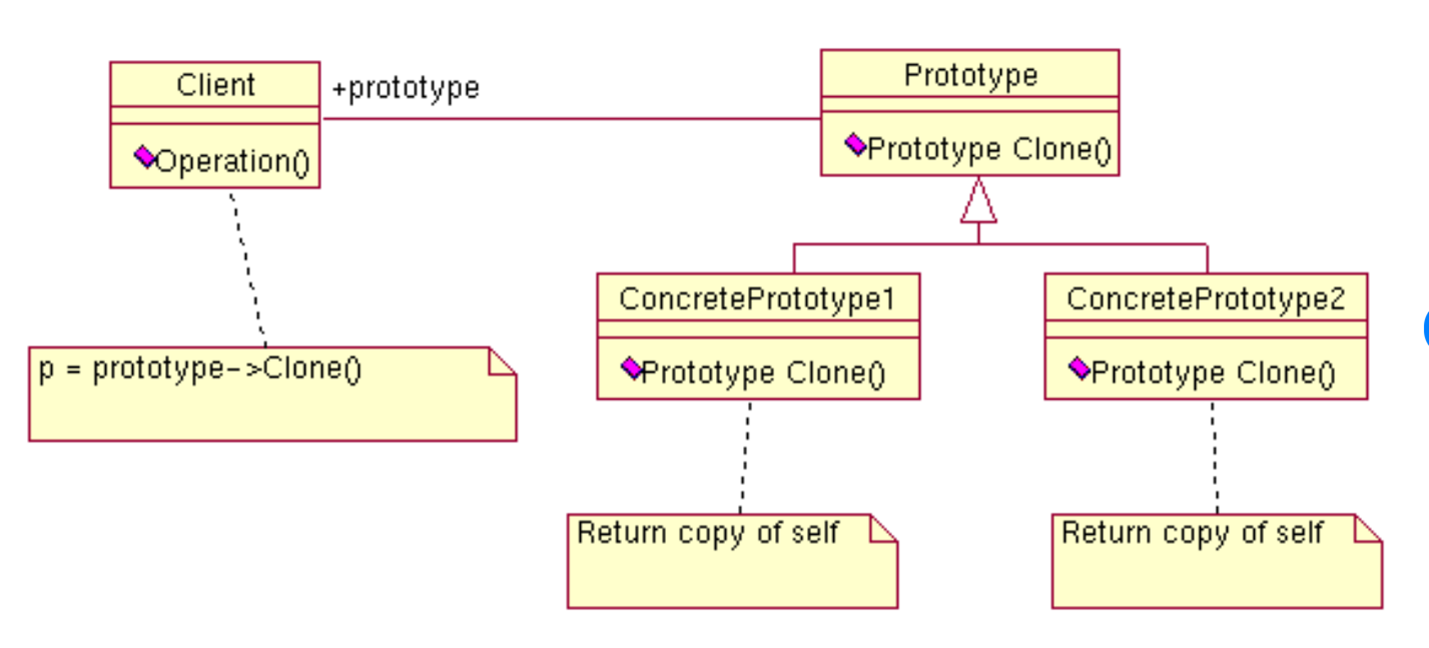 Client
+prototype
Prototype
Operation()
Prototype Clone()
ConcretePrototype1
ConcretePrototype2
Prototype Clone()
Prototype Clone()
p = prototype->Clone()
Return copy of self
Return copy of self